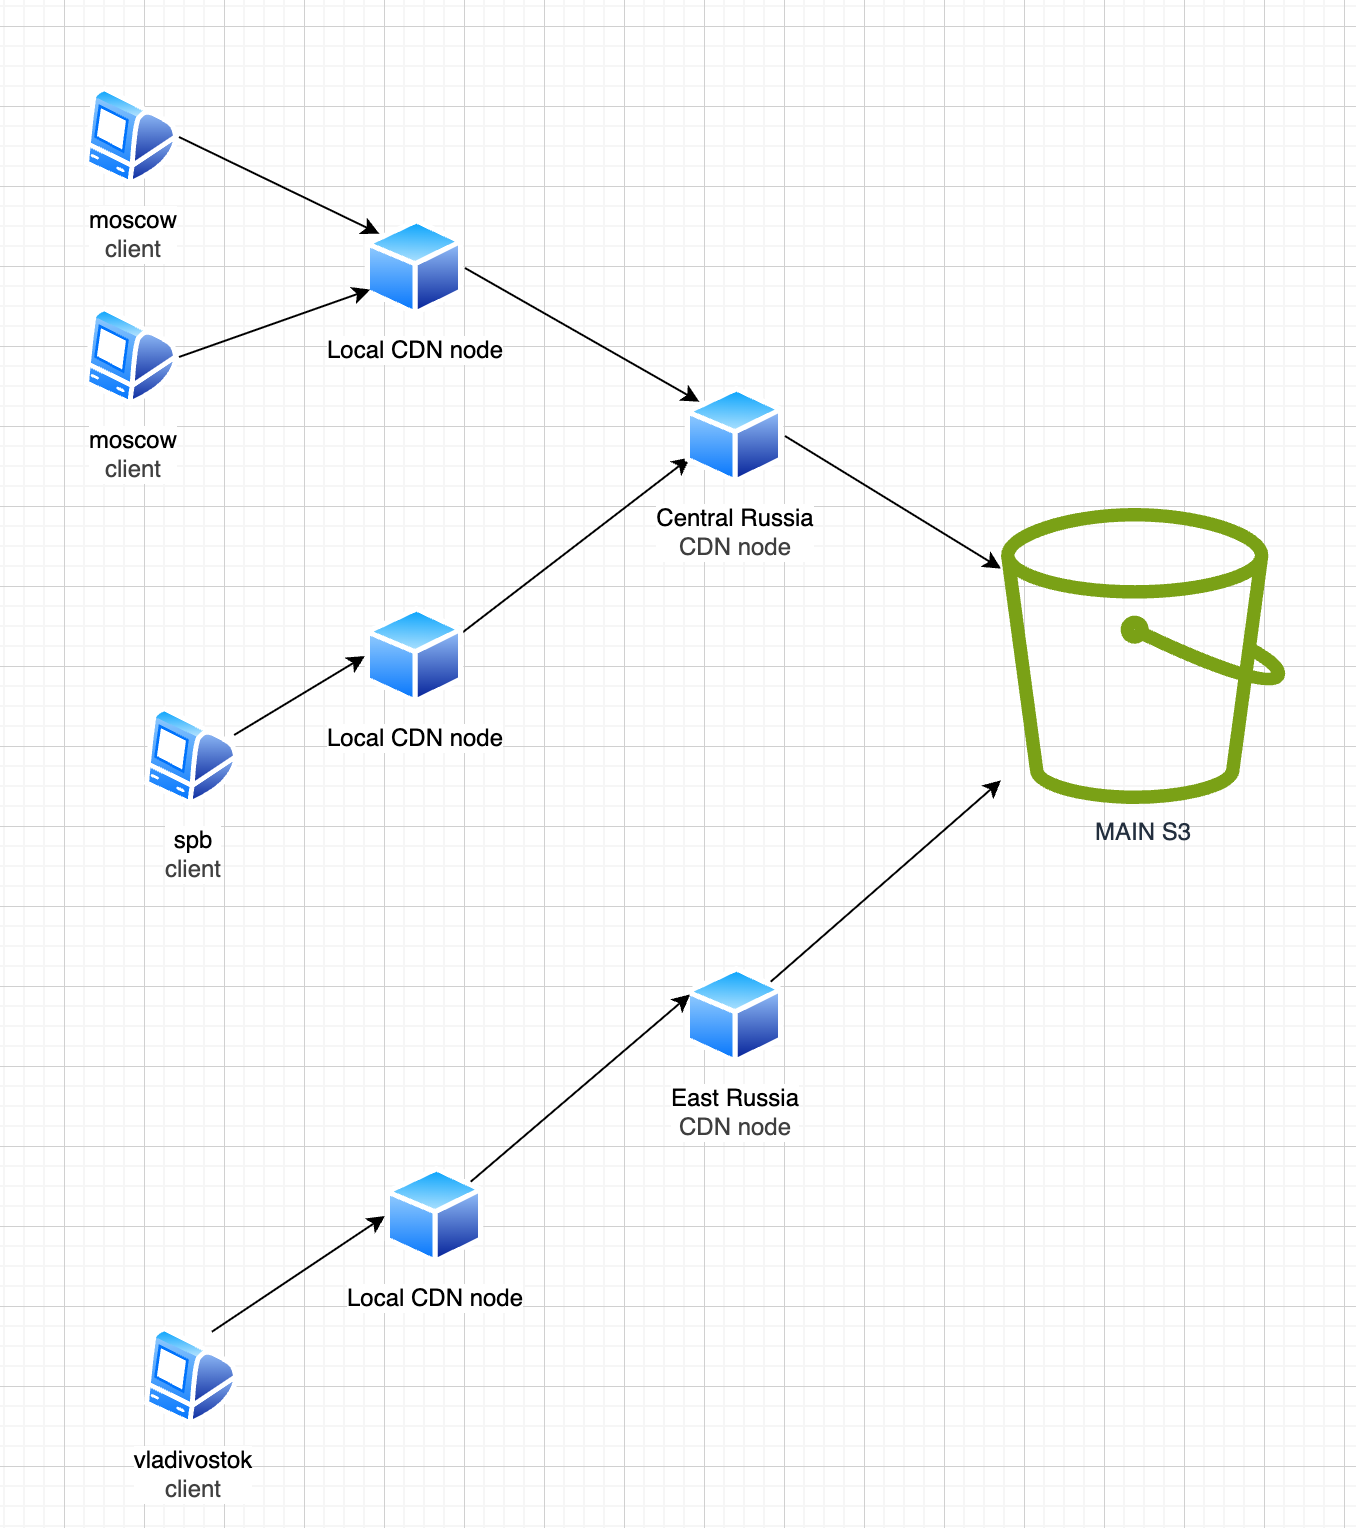 moscow
client
Local CDN node
moscow
client
Central Russia
CDN node
Local CDN node
MAIN S3
spb
client
East Russia
CDN node
Local CDN node
vladivostok
client